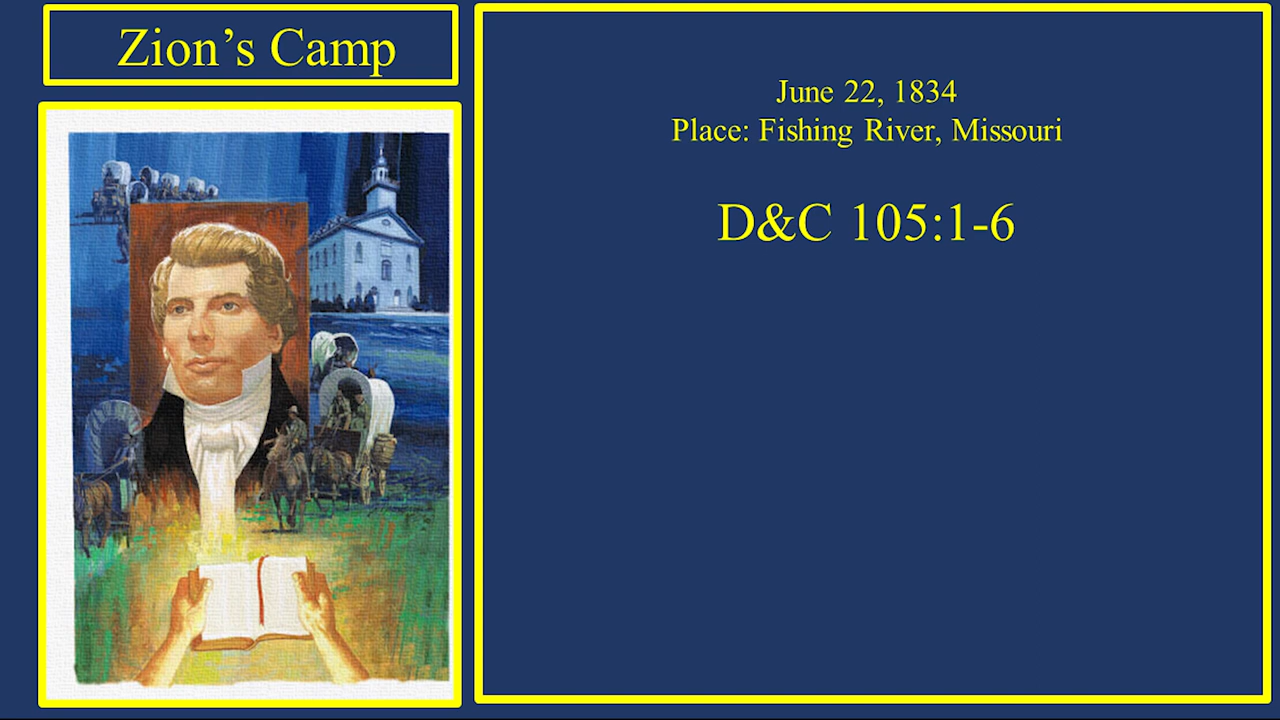 Zion’s Camp
June 22, 1834
Place: Fishing River, Missouri
D&C 105:1-6